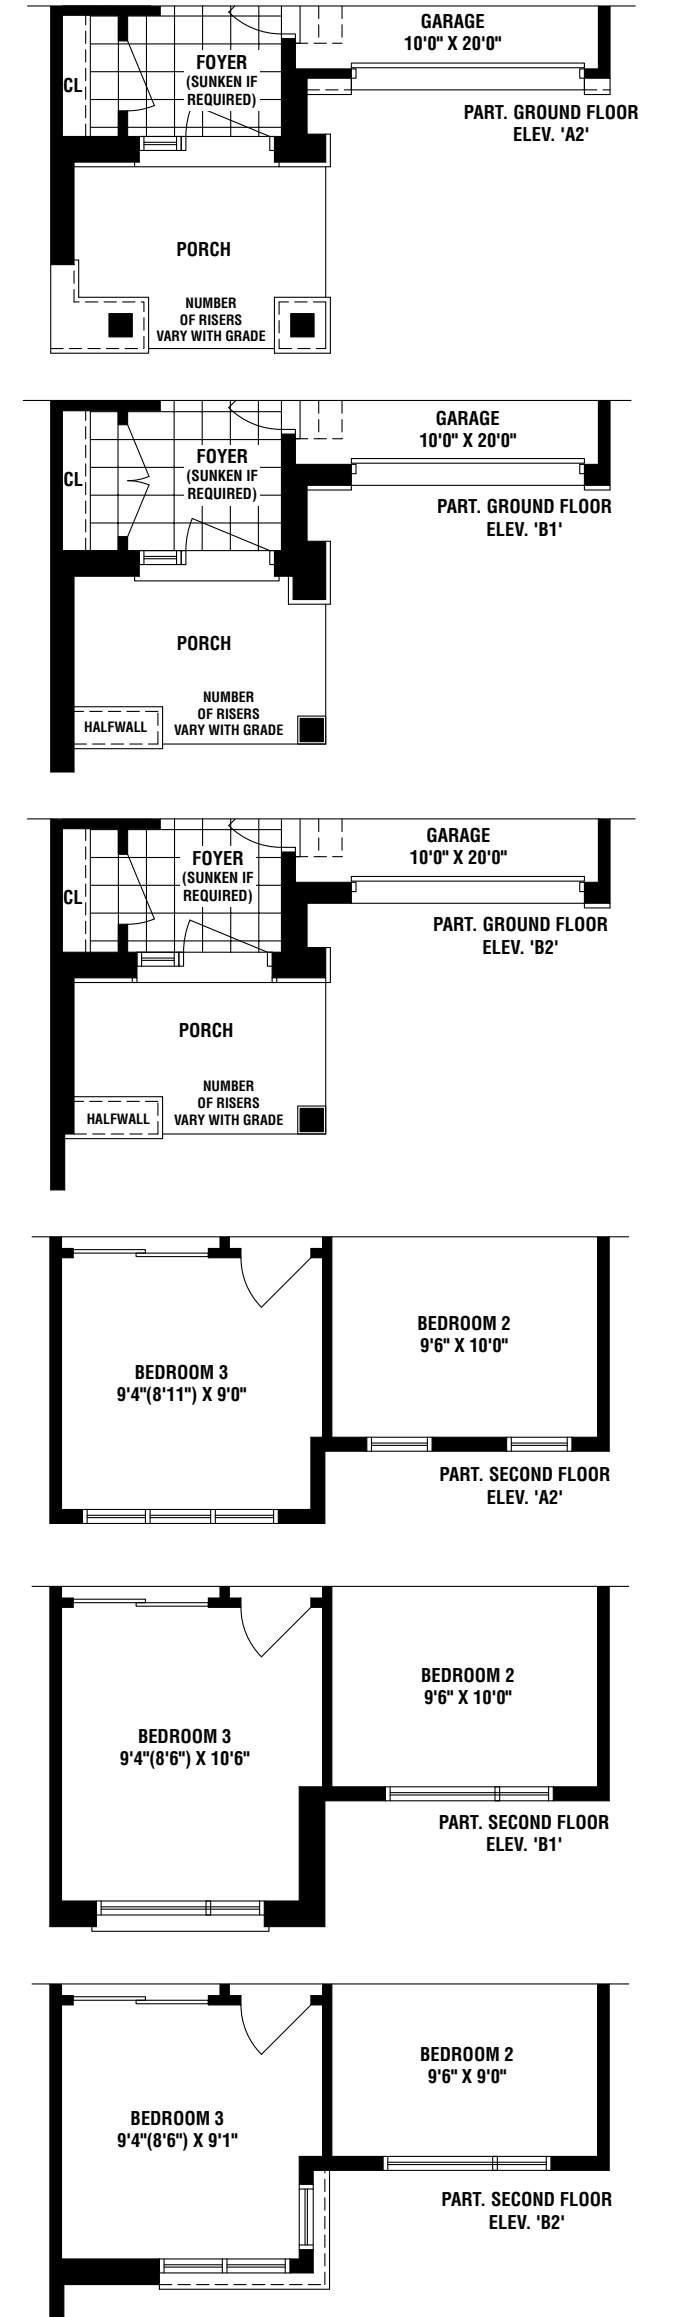 GARAGE
10'0" X 20'0"
FOYER
(SUNKEN IF
REQUIRED)
CL
PART. GROUND FLOOR
ELEV. 'A2'
PORCH
NUMBER
OF RISERS
VARY WITH GRADE
GARAGE
10'0" X 20'0"
FOYER
(SUNKEN IF
REQUIRED)
CL
PART. GROUND FLOOR
ELEV. 'B1'
PORCH
NUMBER
OF RISERS
VARY WITH GRADE
HALFWALL
GARAGE
10'0" X 20'0"
FOYER
(SUNKEN IF
REQUIRED)
CL
PART. GROUND FLOOR
ELEV. 'B2'
PORCH
NUMBER
OF RISERS
VARY WITH GRADE
HALFWALL
BEDROOM 2
9'6" X 10'0"
BEDROOM 3
9'4"(8'11") X 9'0"
PART. SECOND FLOOR
ELEV. 'A2'
BEDROOM 2
9'6" X 10'0"
BEDROOM 3
9'4"(8'6") X 10'6"
PART. SECOND FLOOR
ELEV. 'B1'
BEDROOM 2
9'6" X 9'0"
BEDROOM 3
9'4"(8'6") X 9'1"
PART. SECOND FLOOR
ELEV. 'B2'